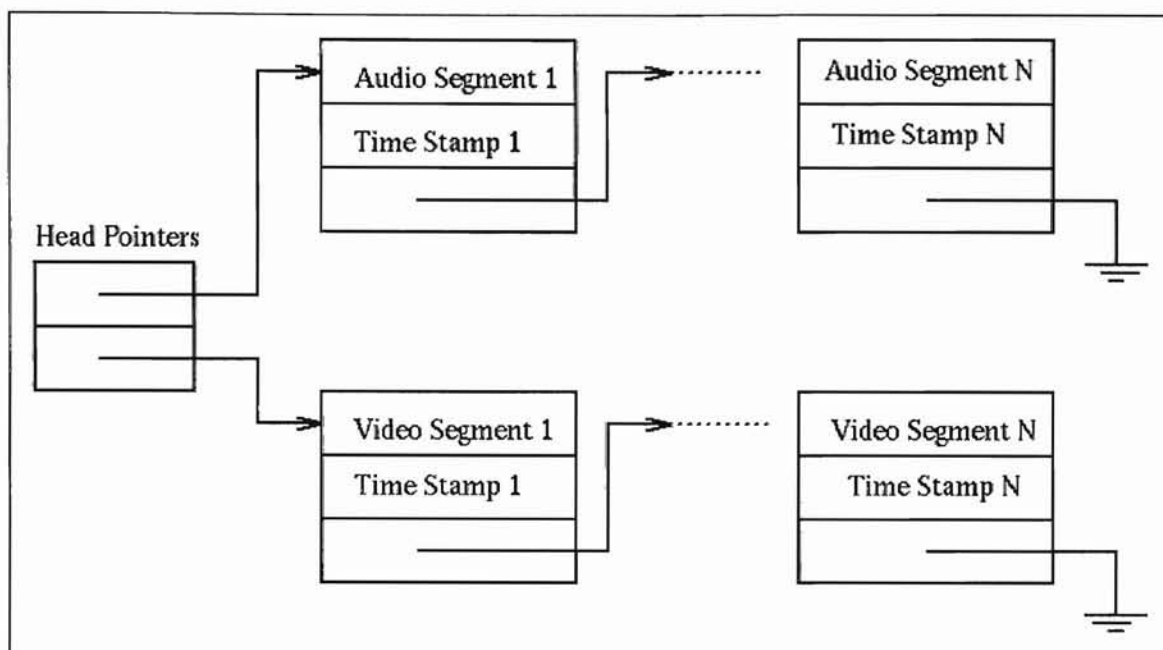 Audio Segment 1
Time Stamp 1
Audio Segment N
Time Stamp N
Head Pointers
Video Segment 1
Time Stamp 1
Video Segment N
Time Stamp N